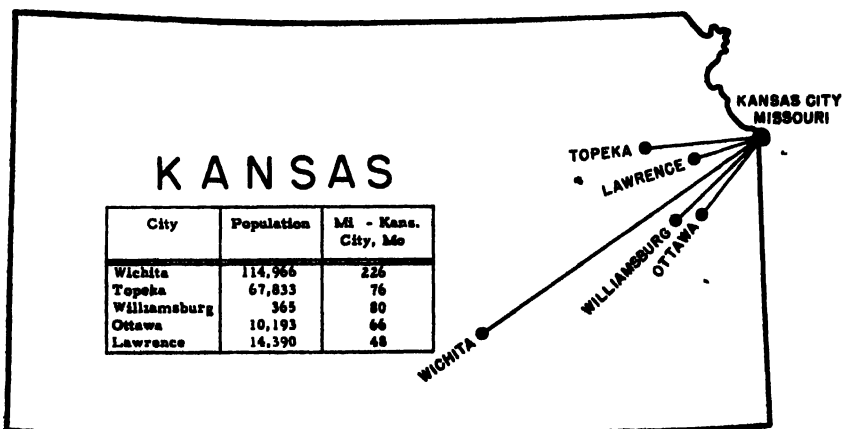 KANSAS CITY
MISSOURI
TOPEKA
LAWRENCE
KANSAS
City Population Mi - Kans. City, Mo
Wichita 114,966 226
Topeka 67,833 76
Williamsburg 365 80
Ottawa 10,193 66
Lawrence 14,390 48
WILLIAMSBURG
OTTAWA
WICHITA